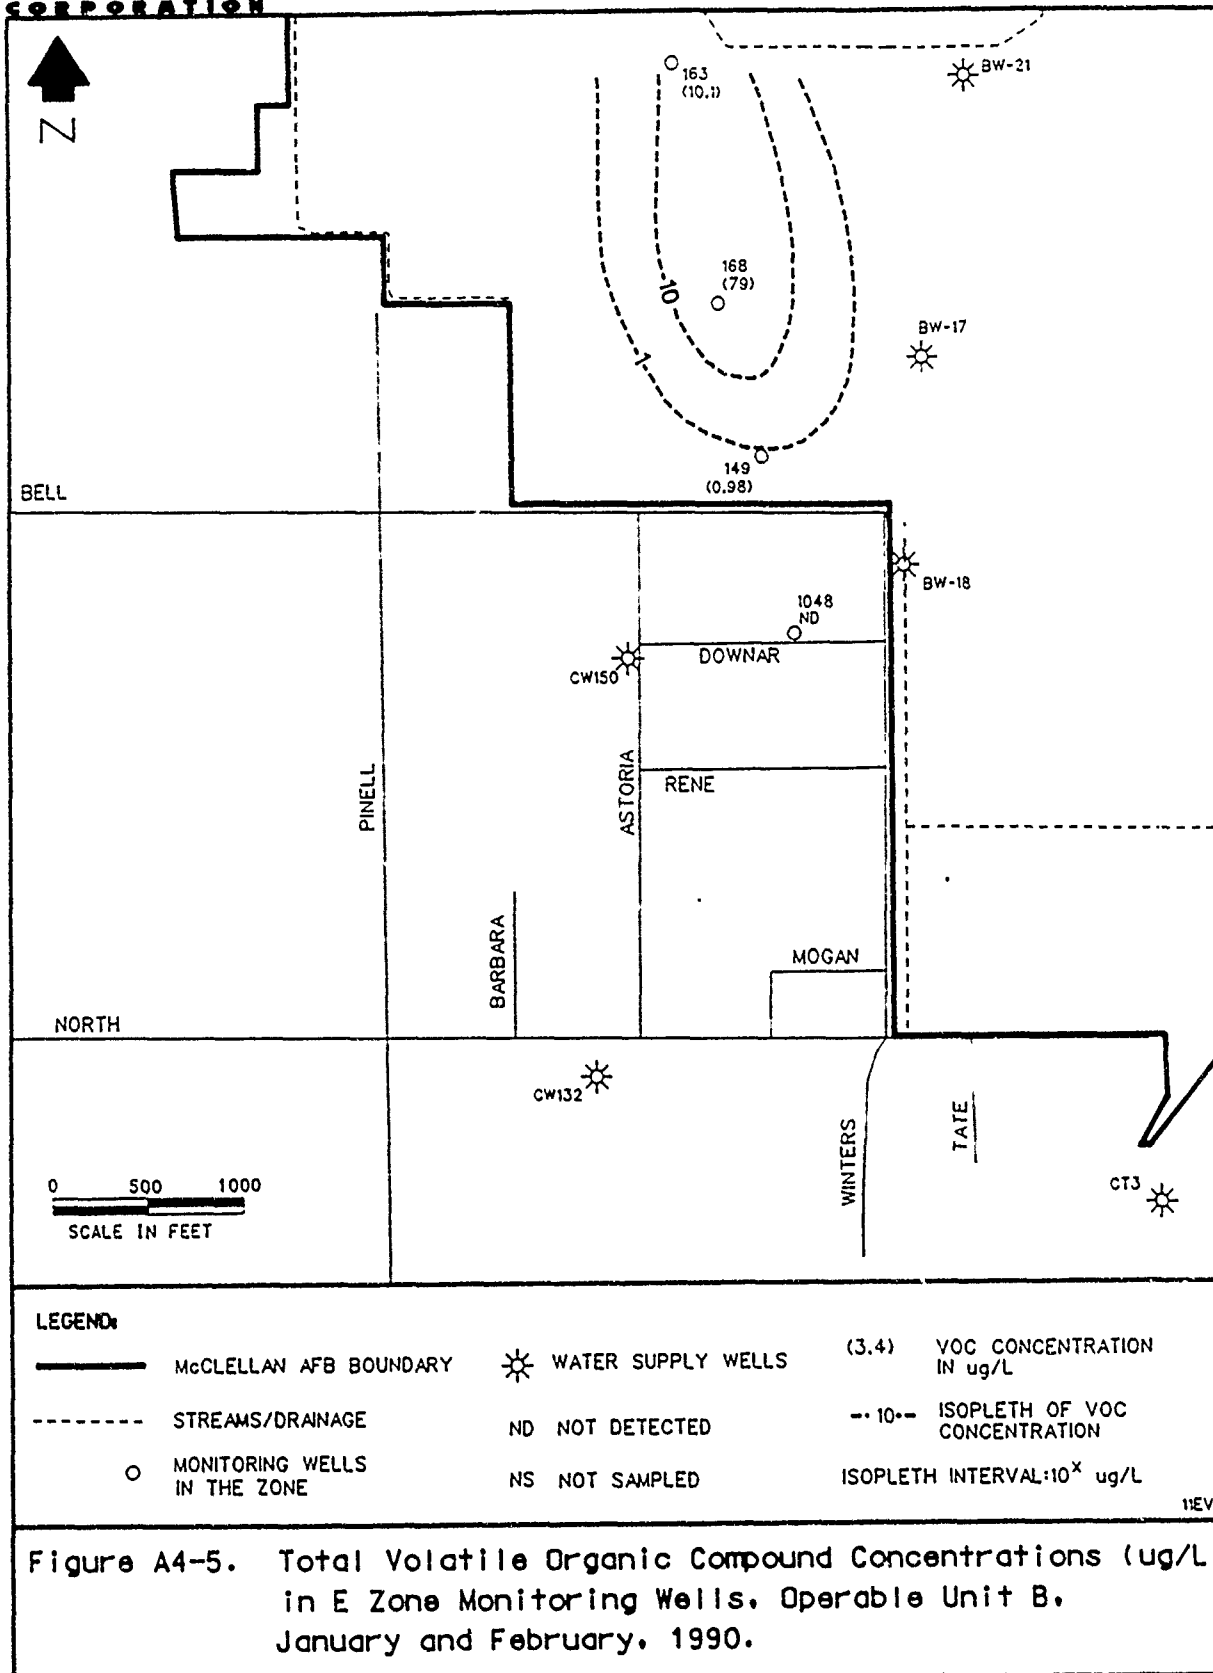 CORPORATION
N
163
(10.1)
BW-21
168
(79)
10
1
BW-17
149
(0.98)
BELL
BW-18
1048
ND
DOWNAR
CW150
PINELL
ASTORIA
RENE
BARBARA
MOGAN
NORTH
CW132
WINTERS
TATE
CT3
0 500 1000
SCALE IN FEET
LEGEND:
McCLELLAN AFB BOUNDARY
WATER SUPPLY WELLS
(3.4) VOC CONCENTRATION
IN ug/L
STREAMS/DRAINAGE
ND NOT DETECTED
--10-- ISOPLETH OF VOC
CONCENTRATION
MONITORING WELLS
IN THE ZONE
NS NOT SAMPLED
ISOPLETH INTERVAL:10^X ug/L
11EV
Figure A4-5. Total Volatile Organic Compound Concentrations (ug/L
in E Zone Monitoring Wells, Operable Unit B,
January and February, 1990.